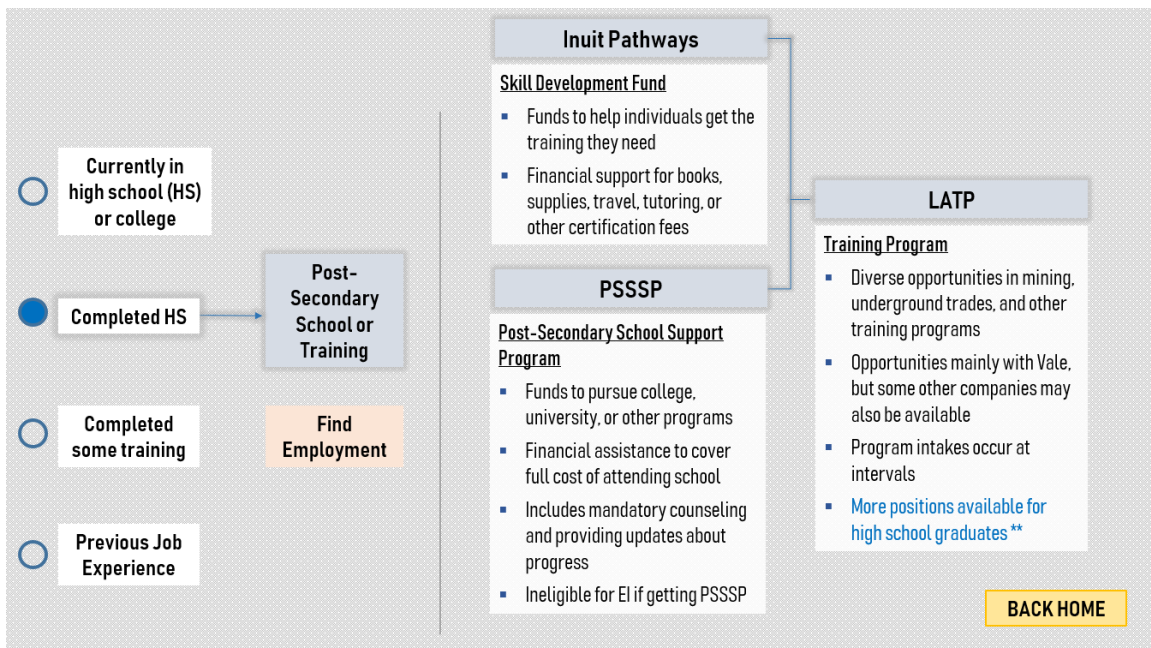 Currently in
high school (HS)
or college
Completed HS
Completed
some training
Previous Job
Experience
Post-
Secondary
School or
Training
Find
Employment
Inuit Pathways
Skill Development Fund
▪ Funds to help individuals get the
training they need
▪ Financial support for books,
supplies, travel, tutoring, or
other certification fees
PSSSP
Post-Secondary School Support
Program
▪ Funds to pursue college,
university, or other programs
▪ Financial assistance to cover
full cost of attending school
▪ Includes mandatory counseling
and providing updates about
progress
▪ Ineligible for EI if getting PSSSP
LATP
Training Program
▪ Diverse opportunities in mining,
underground trades, and other
training programs
▪ Opportunities mainly with Vale,
but some other companies may
also be available
▪ Program intakes occur at
intervals
▪ More positions available for
high school graduates **
BACK HOME